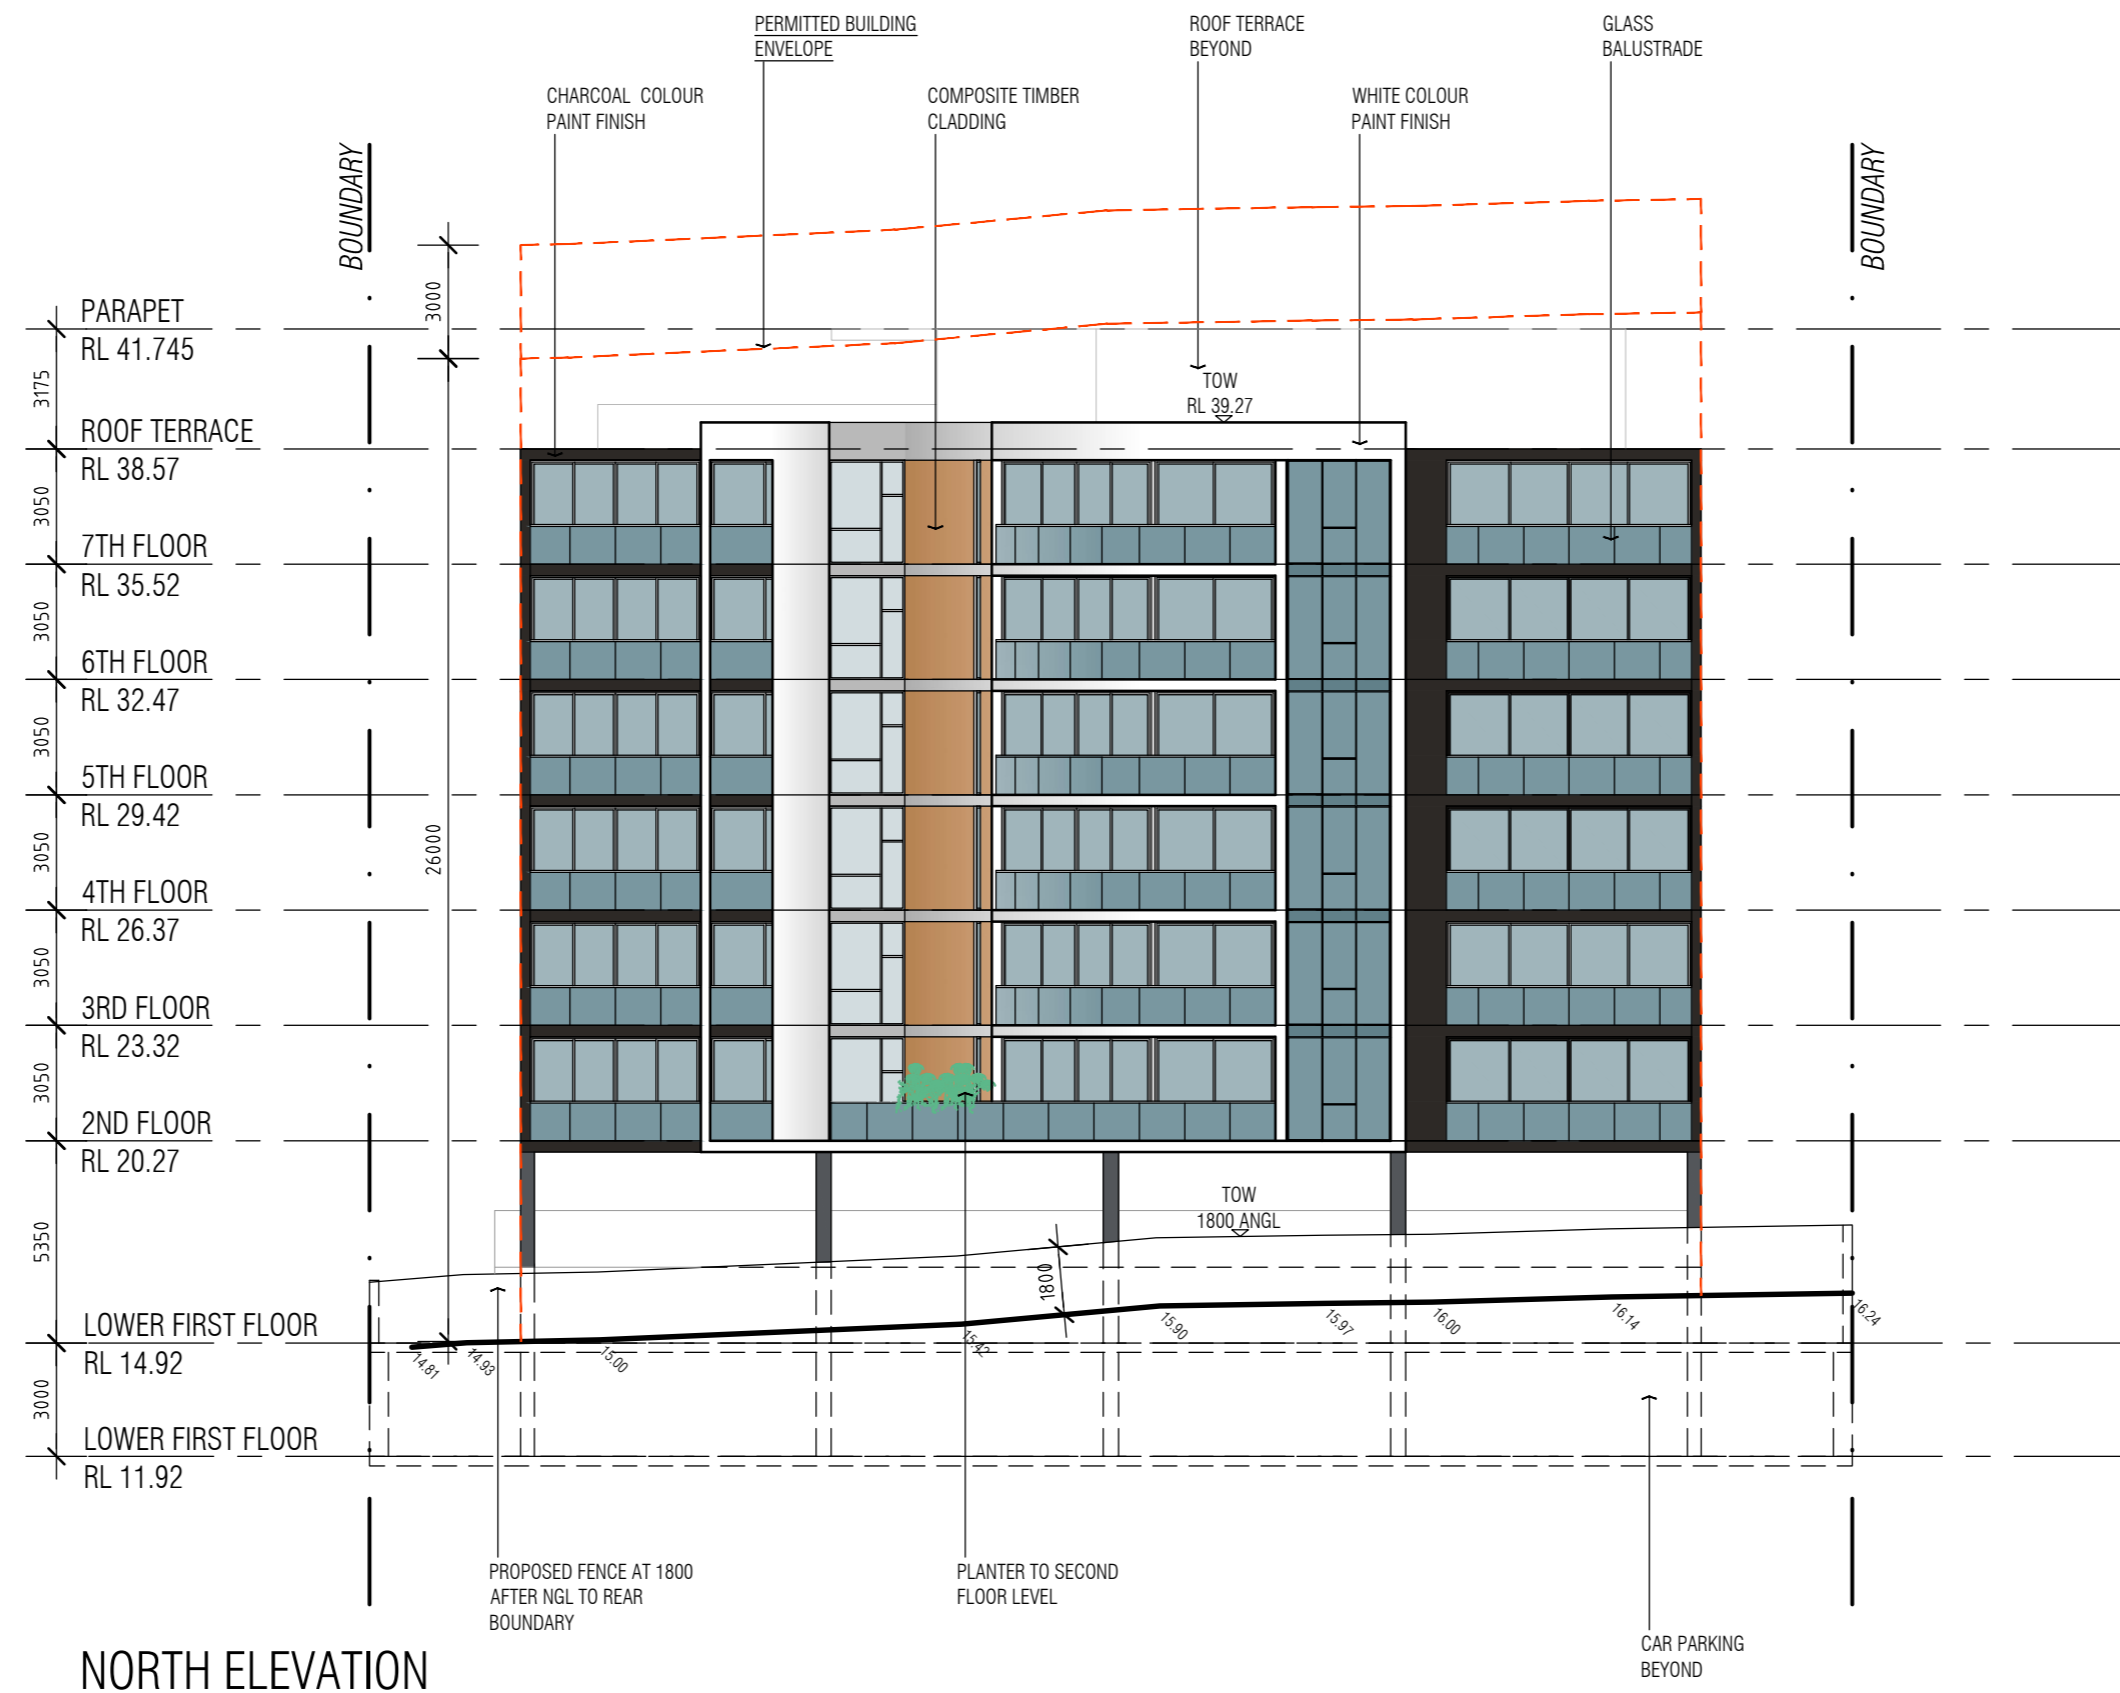 PERMITTED BUILDING
ENVELOPE
ROOF TERRACE
BEYOND
GLASS
BALUSTRADE
CHARCOAL COLOUR
PAINT FINISH
COMPOSITE TIMBER
CLADDING
WHITE COLOUR
PAINT FINISH
BOUNDARY
BOUNDARY
3000
PARAPET
RL 41.745
3175
TOW
RL 39.27
ROOF TERRACE
RL 38.57
3050
7TH FLOOR
RL 35.52
3050
6TH FLOOR
RL 32.47
3050
5TH FLOOR
RL 29.42
3050
26000
4TH FLOOR
RL 26.37
3050
3RD FLOOR
RL 23.32
3050
2ND FLOOR
RL 20.27
5350
TOW
1800 ANGL
1800
LOWER FIRST FLOOR
RL 14.92
14.81
14.93
15.00
15.42
15.90
15.97
16.00
16.14
16.24
3000
LOWER FIRST FLOOR
RL 11.92
PROPOSED FENCE AT 1800
AFTER NGL TO REAR
BOUNDARY
PLANTER TO SECOND
FLOOR LEVEL
CAR PARKING
BEYOND
NORTH ELEVATION